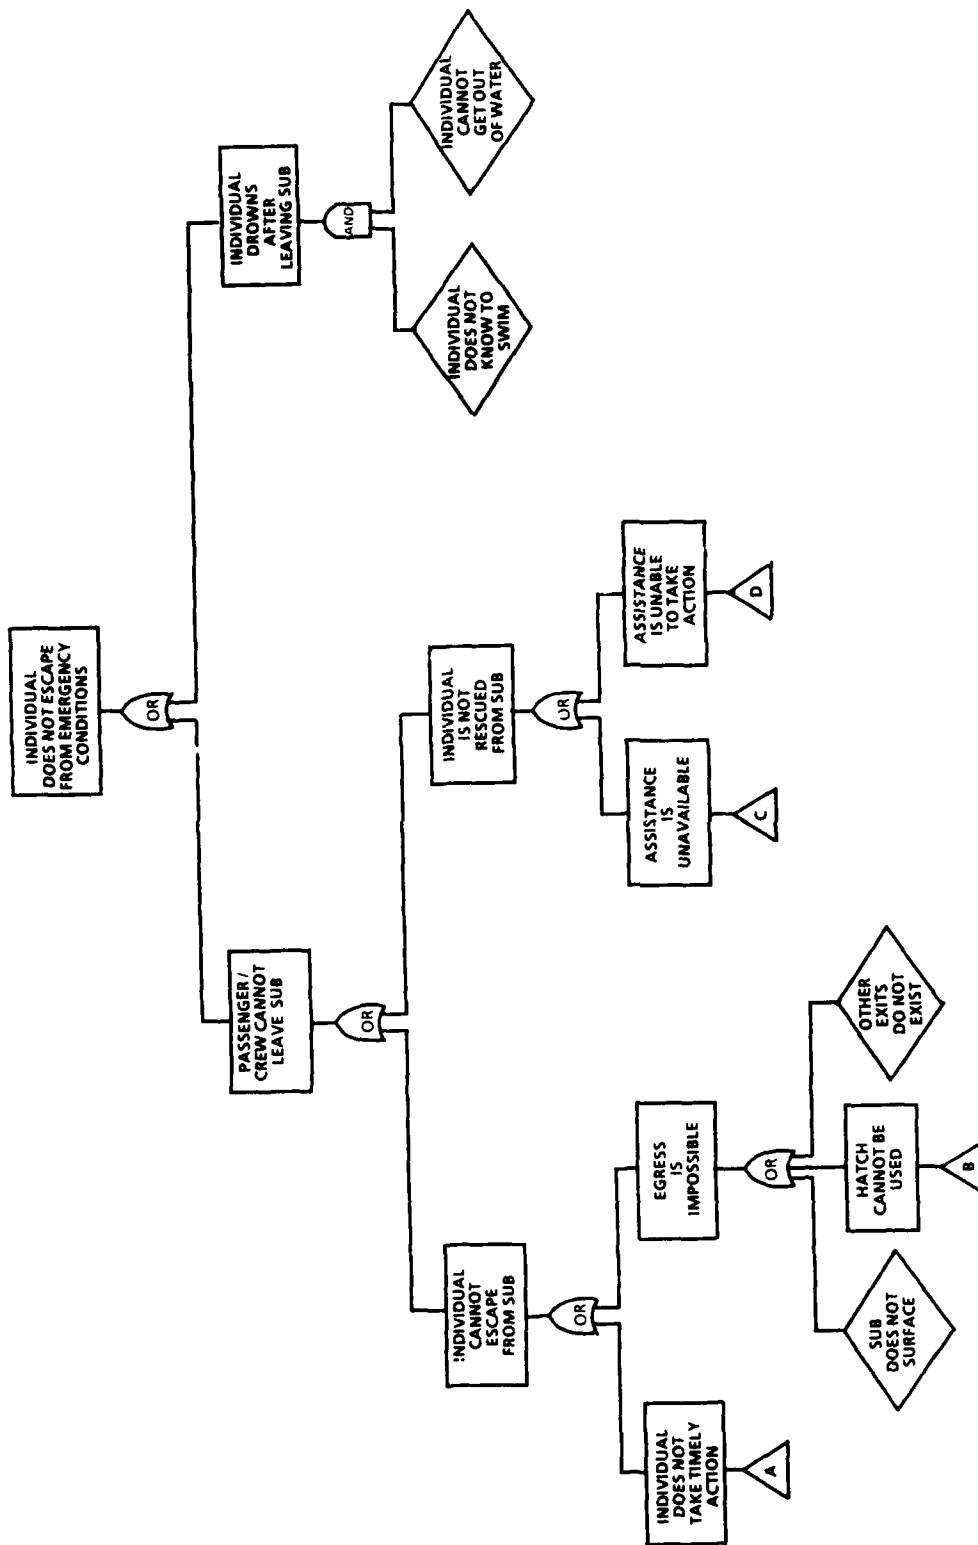 INDIVIDUAL
DOES NOT ESCAPE
FROM EMERGENCY
CONDITIONS
OR
PASSENGER /
CREW CANNOT
LEAVE SUB
OR
INDIVIDUAL
DROWNS
AFTER
LEAVING SUB
AND
INDIVIDUAL
DOES NOT
KNOW TO
SWIM
INDIVIDUAL
CANNOT
GET OUT
OF WATER
INDIVIDUAL
CANNOT
ESCAPE
FROM SUB
OR
INDIVIDUAL
IS NOT
RESCUED
FROM SUB
OR
INDIVIDUAL
DOES NOT
TAKE TIMELY
ACTION
A
EGRESS
IS
IMPOSSIBLE
OR
ASSISTANCE
IS
UNAVAILABLE
C
ASSISTANCE
IS UNABLE
TO TAKE
ACTION
D
SUB
DOES NOT
SURFACE
HATCH
CANNOT BE
USED
B
OTHER
EXITS
DO NOT
EXIST